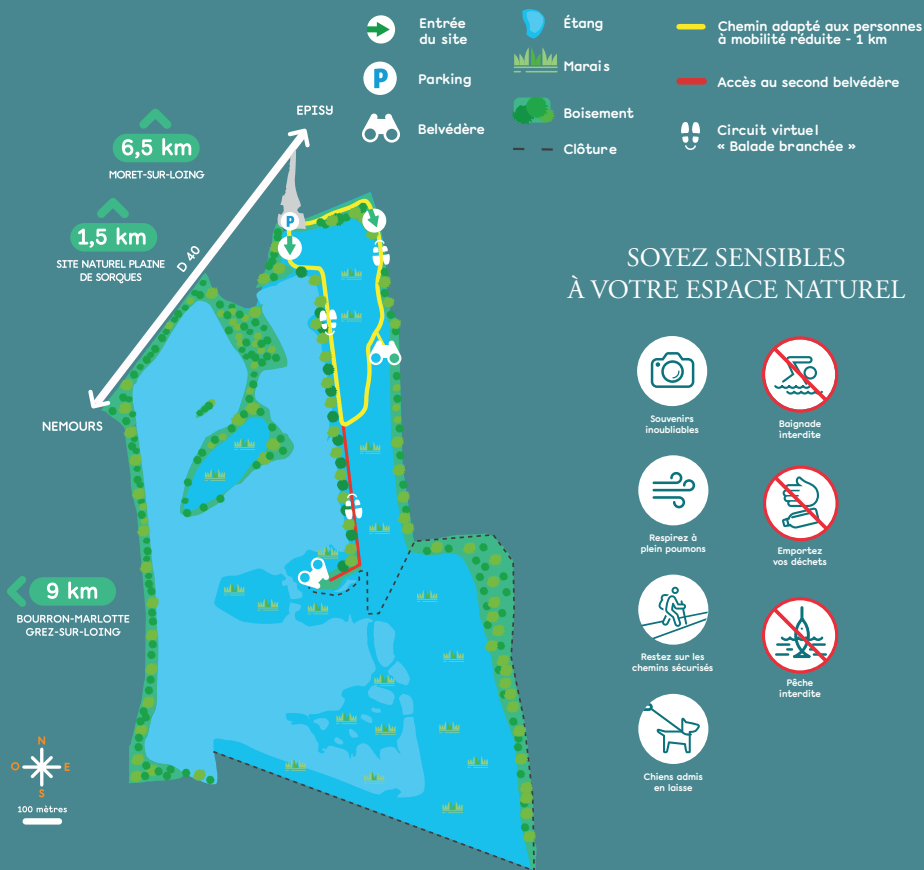 Entrée
du site
Parking
Belvédère
Étang
Marais
Boisement
Clôture
Chemin adapté aux personnes
à mobilité réduite - 1 km
Accès au second belvédère
Circuit virtuel
« Balade branchée »
EPISY
6,5 km
MORET-SUR-LOING
1,5 km
SITE NATUREL PLAINE
DE SORQUES
D 40
NEMOURS
9 km
BOURRON-MARLOTTE
GREZ-SUR-LOING
P
P
N
O
E
S
100 mètres
SOYEZ SENSIBLES
À VOTRE ESPACE NATUREL
Souvenirs
inoubliables
Baignade
interdite
Respirez à
plein poumons
Emportez
vos déchets
Restez sur les
chemins sécurisés
Pêche
interdite
Chiens admis
en laisse